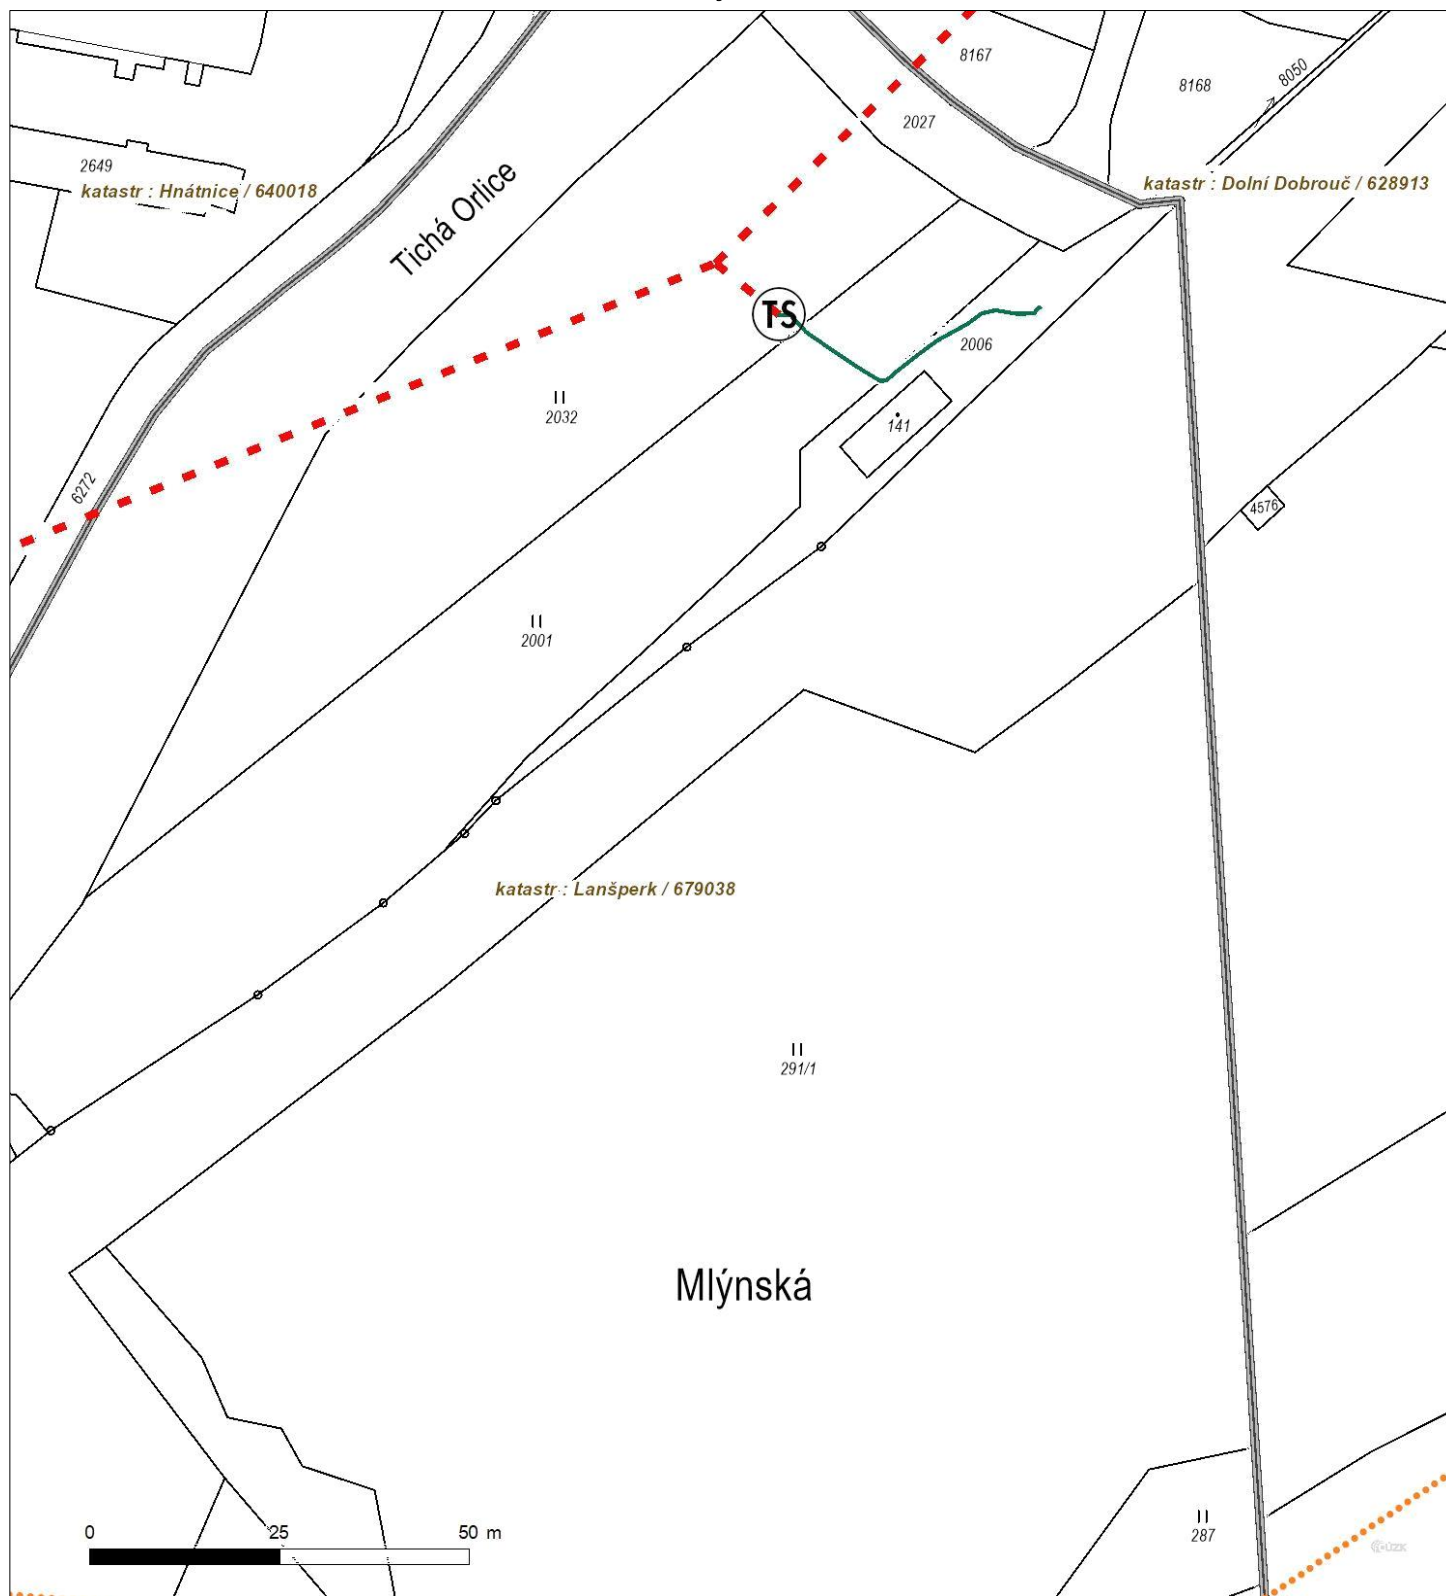 8167
8050
8168
2027
2649
katastr : Hnátnice / 640018
katastr : Dolní Dobrouč / 628913
Tichá Orlice
TS
2006
2032
141
6272
4576
2001
katastr : Lanšperk / 679038
291/1
Mlýnská
0 25 50 m
287
ČÚZK